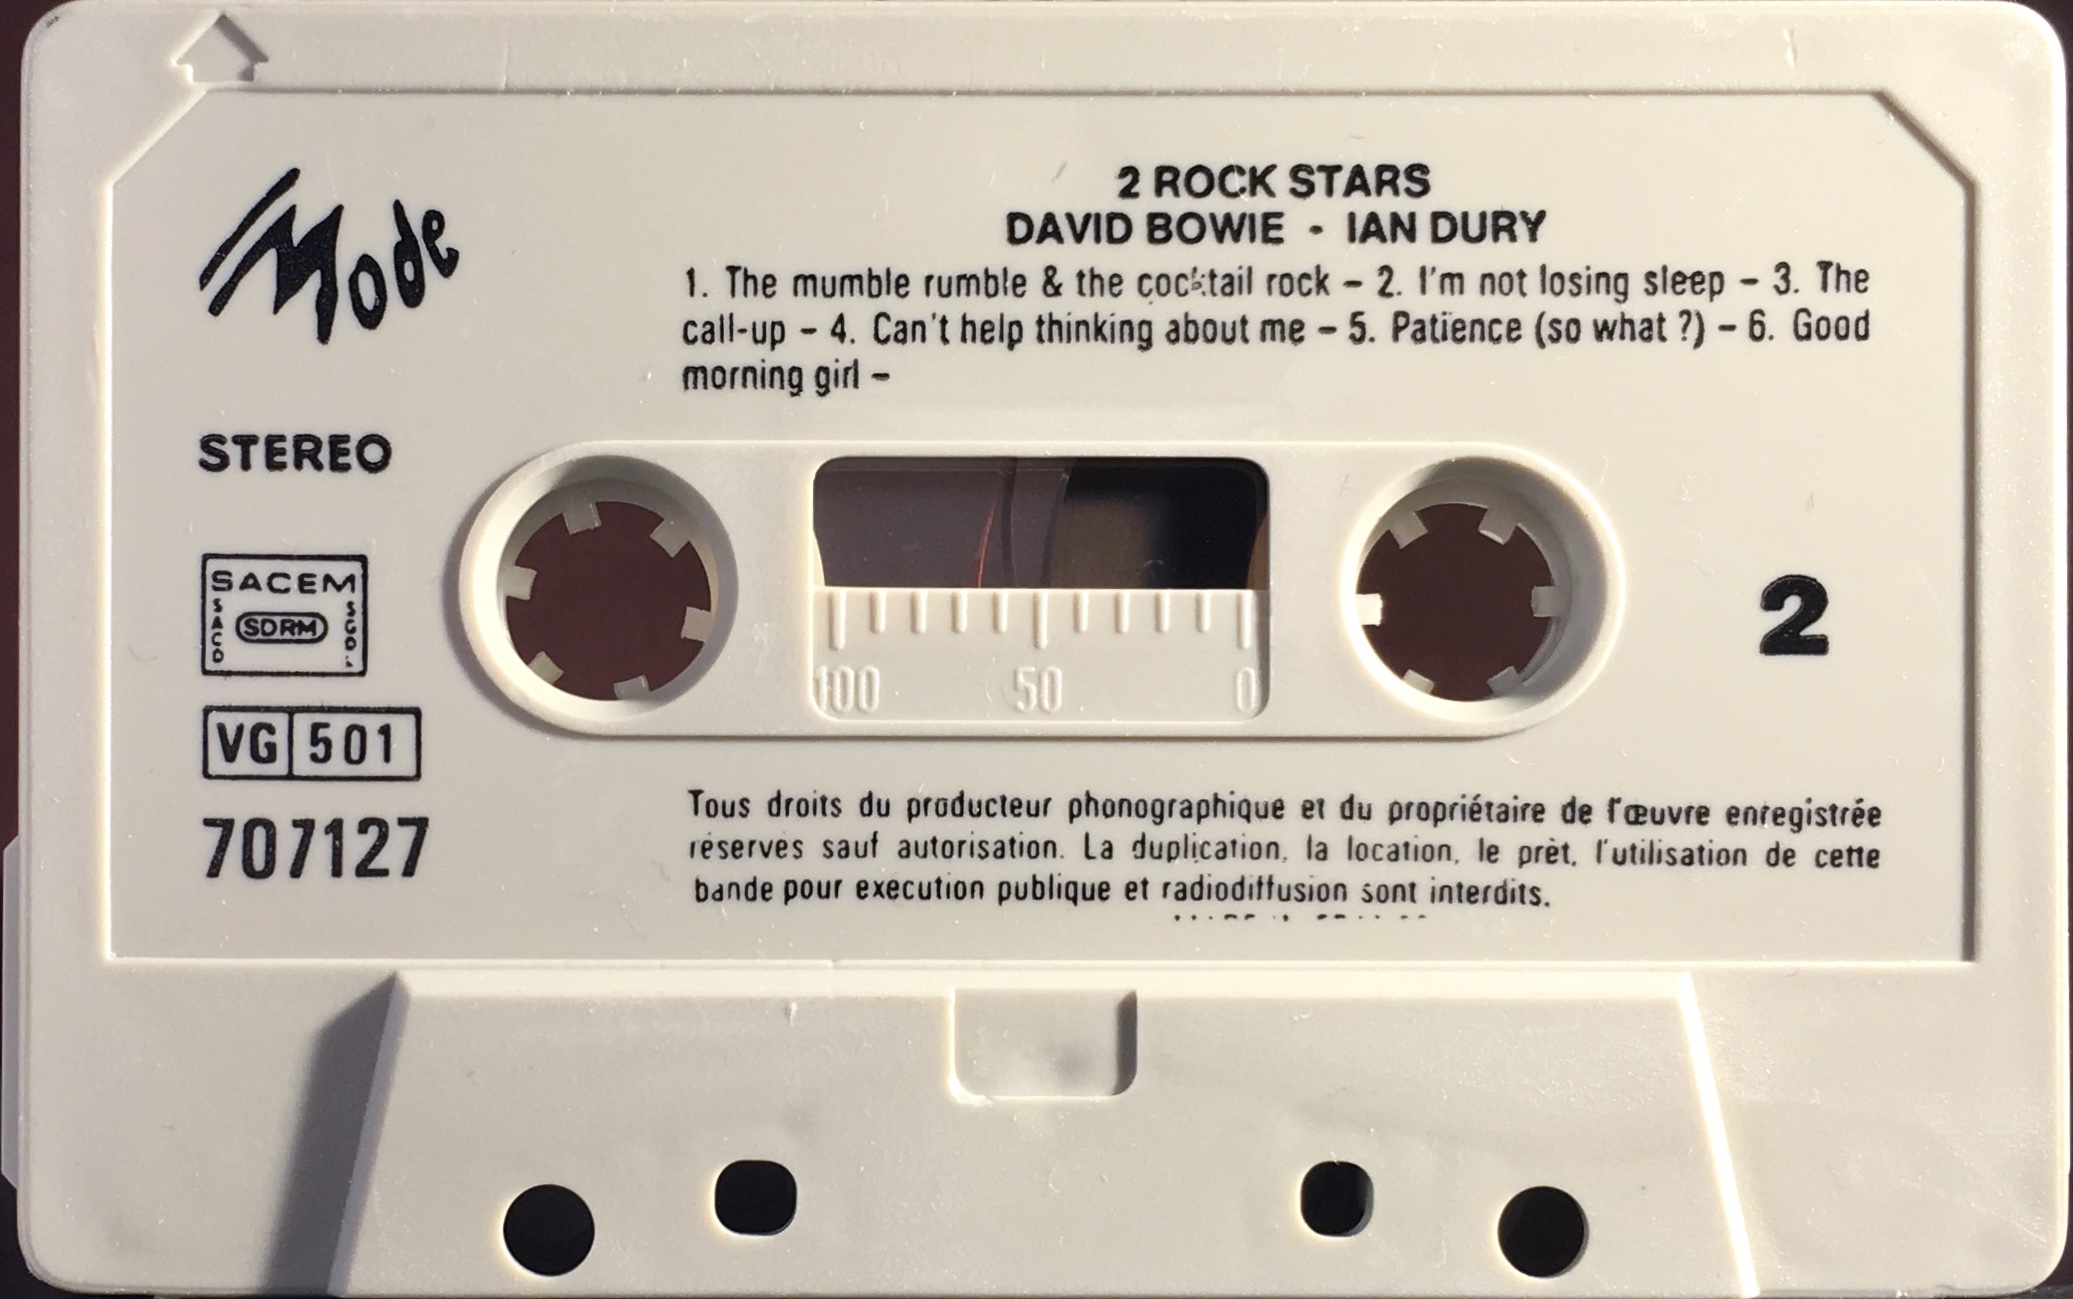 Mode
2 ROCK STARS
DAVID BOWIE - IAN DURY
1. The mumble rumble & the cocktail rock – 2. I'm not losing sleep – 3. The
call-up – 4. Can't help thinking about me – 5. Patience (so what ?) – 6. Good
morning girl –
STEREO
SACEM
SACD
SDRM
SGDL
VG 501
707127
100 50 0
2
Tous droits du producteur phonographique et du propriétaire de l'œuvre enregistrée
réservés sauf autorisation. La duplication, la location, le prêt, l'utilisation de cette
bande pour execution publique et radiodiffusion sont interdits.